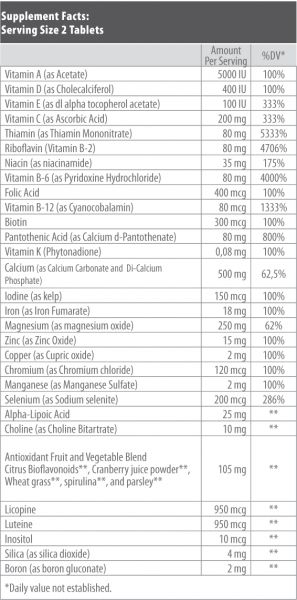 Supplement Facts:
Serving Size 2 Tablets
Amount Per Serving %DV*
Vitamin A (as Acetate) 5000 IU 100%
Vitamin D (as Cholecalciferol) 400 IU 100%
Vitamin E (as dl alpha tocopherol acetate) 100 IU 333%
Vitamin C (as Ascorbic Acid) 200 mg 333%
Thiamin (as Thiamin Mononitrate) 80 mg 5333%
Riboflavin (Vitamin B-2) 80 mg 4706%
Niacin (as niacinamide) 35 mg 175%
Vitamin B-6 (as Pyridoxine Hydrochloride) 80 mg 4000%
Folic Acid 400 mcg 100%
Vitamin B-12 (as Cyanocobalamin) 80 mcg 1333%
Biotin 300 mcg 100%
Pantothenic Acid (as Calcium d-Pantothenate) 80 mg 800%
Vitamin K (Phytonadione) 0,08 mg 100%
Calcium (as Calcium Carbonate and Di-Calcium
Phosphate) 500 mg 62,5%
Iodine (as kelp) 150 mcg 100%
Iron (as Iron Fumarate) 18 mg 100%
Magnesium (as magnesium oxide) 250 mg 62%
Zinc (as Zinc Oxide) 15 mg 100%
Copper (as Cupric oxide) 2 mg 100%
Chromium (as Chromium chloride) 120 mcg 100%
Manganese (as Manganese Sulfate) 2 mg 100%
Selenium (as Sodium selenite) 200 mcg 286%
Alpha-Lipoic Acid 25 mg **
Choline (as Choline Bitartrate) 10 mg **
Antioxidant Fruit and Vegetable Blend
Citrus Bioflavonoids**, Cranberry juice powder**, 105 mg **
Wheat grass**, spirulina**, and parsley**
Licopine 950 mcg **
Luteine 950 mcg **
Inositol 10 mcg **
Silica (as silica dioxide) 4 mg **
Boron (as boron gluconate) 2 mg **
*Daily value not established.